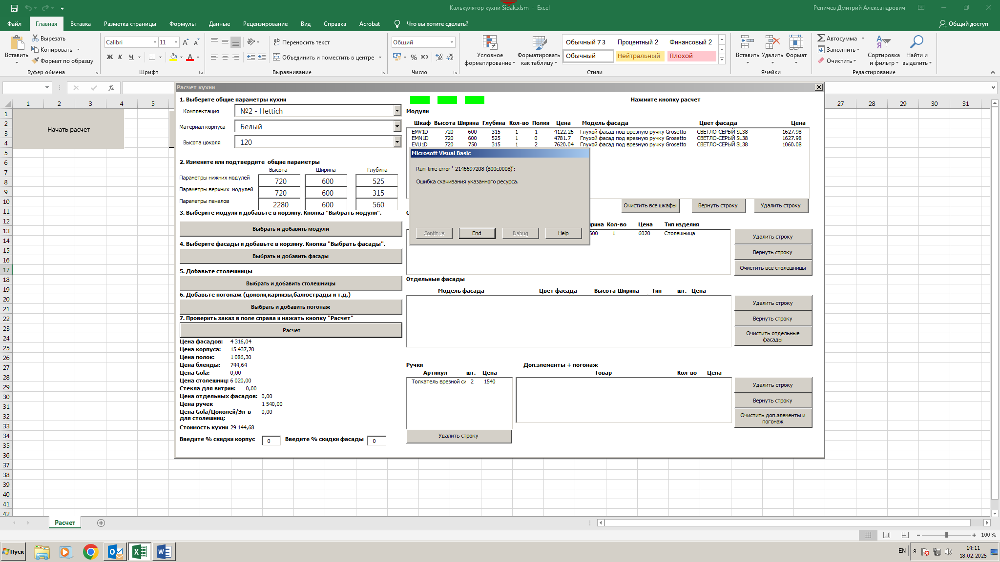 Калькулятор кухни Sidak.xlsm - Excel
Репичев Дмитрий Александрович
Файл Главная Вставка Разметка страницы Формулы Данные Рецензирование Вид Справка Acrobat Что вы хотите сделать? Общий доступ
Вставить
Вырезать
Копировать
Формат по образцу
Буфер обмена
Calibri 11
Ж К Ч
Шрифт
Переносить текст
Объединить и поместить в центре
Выравнивание
Общий
% 000
Число
Условное форматирование
Форматировать как таблицу
Обычный 7 3 Процентный 2 Финансовый 2
Обычный Нейтральный Плохой
Стили
Вставить Удалить Формат
Ячейки
Автосумма
Заполнить
Очистить
Сортировка и фильтр
Найти и выделить
Редактирование
fx
1 2 3 4 5 27 28 29 30 31
1
2
3
4
5
6
7
8
9
10
11
12
13
14
15
16
17
18
19
20
21
22
23
24
25
26
27
28
29
30
31
32
33
34
35
36
37
38
39
40
41
42
Начать расчет
Расчет кухни
1. Выберите общие параметры кухни
Комплектация №2 - Hettich
Материал корпуса Белый
Высота цоколя 120
2. Измените или подтвердите общие параметры
Высота Ширина Глубина
Параметры нижних модулей 720 600 525
Параметры верхних модулей 720 600 315
Параметры пеналов 2280 600 560
3. Выберите модули и добавьте в корзину. Кнопка "Выбрать модули".
Выбрать и добавить модули
4. Выберите фасады и добавьте в корзину. Кнопка "Выбрать фасады".
Выбрать и добавить фасады
5. Добавьте столешницы
Выбрать и добавить столешницы
6. Добавьте погонаж (цоколи,карнизы,балюстрады и т.д.)
Выбрать и добавить погонаж
7. Проверить заказ в поле справа и нажать кнопку "Расчет"
Расчет
Цена фасадов: 4 316,04
Цена корпуса: 15 437,70
Цена полок: 1 086,30
Цена бленды: 744,64
Цена Gola: 0,00
Цена столешниц: 6 020,00
Стекла для витрин: 0,00
Цена отдельных фасадов: 0,00
Цена ручек 1 540,00
Цена Gola/Цоколей/Эл-в для столешниц: 0,00
Стоимость кухни 29 144,68
Введите % скидки корпус 0 Введите % скидки фасады 0
Нажмите кнопку расчет
Модули
Шкаф Высота Ширина Глубина Кол-во Полки Цена Модель фасада Цвет фасада Цена
EMV1D 720 600 315 1 1 4122.26 Глухой фасад под врезную ручку Grosetto СВЕТЛО-СЕРЫЙ SL38 1627.98
EMN1D 720 600 525 1 0 4781.7 Глухой фасад под врезную ручку Grosetto СВЕТЛО-СЕРЫЙ SL38 1627.98
EVU1D 720 750 315 1 2 7620.04 Глухой фасад под врезную ручку Grosetto СВЕТЛО-СЕРЫЙ SL38 1060.08
Microsoft Visual Basic
Run-time error '-2146697208 (800c0008)':
Ошибка скачивания указанного ресурса.
Continue End Debug Help
Очистить все шкафы Вернуть строку Удалить строку
С
рина Кол-во Цена Тип изделия
600 1 6020 Столешница
Удалить строку
Вернуть строку
Очистить все столешницы
Отдельные фасады
Модель фасада Цвет фасада Высота Ширина Тип шт. Цена
Удалить строку
Вернуть строку
Очистить отдельные фасады
Ручки
Артикул шт. Цена
Толкатель врезной си 2 1540
Удалить строку
Доп.элементы + погонаж
Товар Кол-во Цена
Удалить строку
Вернуть строку
Очистить доп.элементы и погонаж
Расчет
100 %
Пуск
EN
14:11
18.02.2025